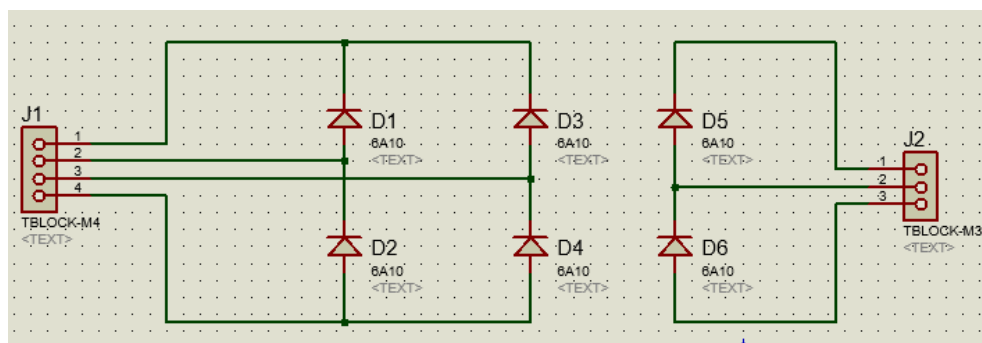 J1
1
2
3
4
TBLOCK-M4
<TEXT>
D1
6A10
<TEXT>
D3
6A10
<TEXT>
D2
6A10
<TEXT>
D4
6A10
<TEXT>
D5
6A10
<TEXT>
D6
6A10
<TEXT>
J2
1
2
3
TBLOCK-M3
<TEXT>